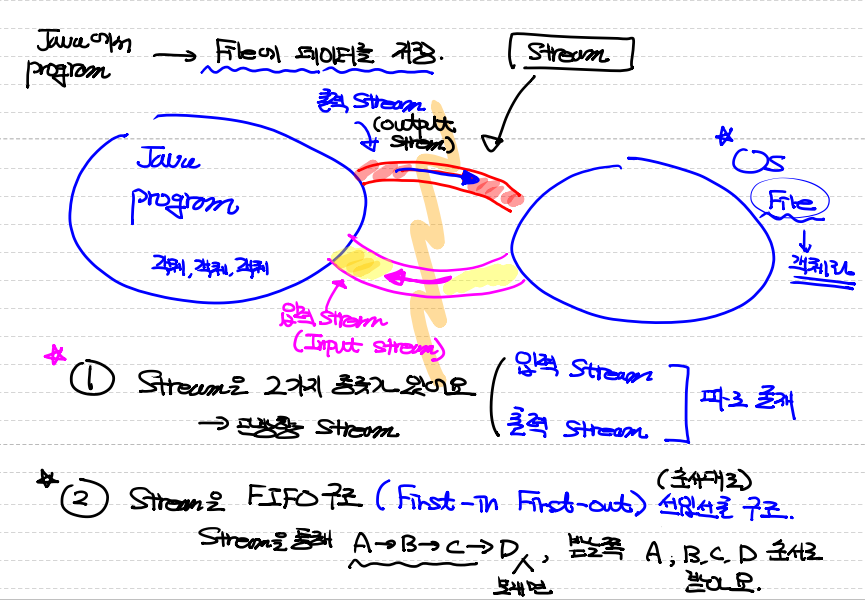 Java에서
program → File에 데이터를 저장.
Stream
출력 Stream
(output
strem)
Java
program
객체, 객체, 객체
☆ OS
File
↓
객체화
입력 Stream
(Input stream)
☆ ① Stream은 2가지 종류가 있어요 ( 입력 Stream
출력 Stream ] 따로 존재
→ 단방향 Stream
☆ ② Stream은 FIFO 구조 (First-in First-out) 선입선출 구조.
(순서대로)
Stream을 통해 A→B→C→D 보내면, 받는쪽 A, B, C, D 순서로
받아요.